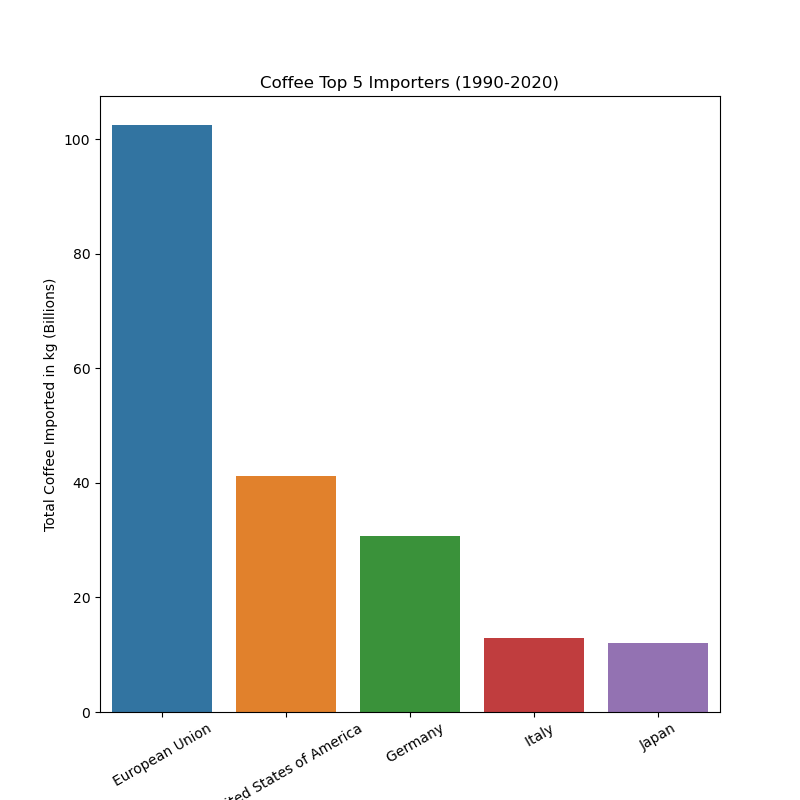 Coffee Top 5 Importers (1990-2020)
Total Coffee Imported in kg (Billions)
100
80
60
40
20
0
European Union
ited States of America
Germany
Italy
Japan